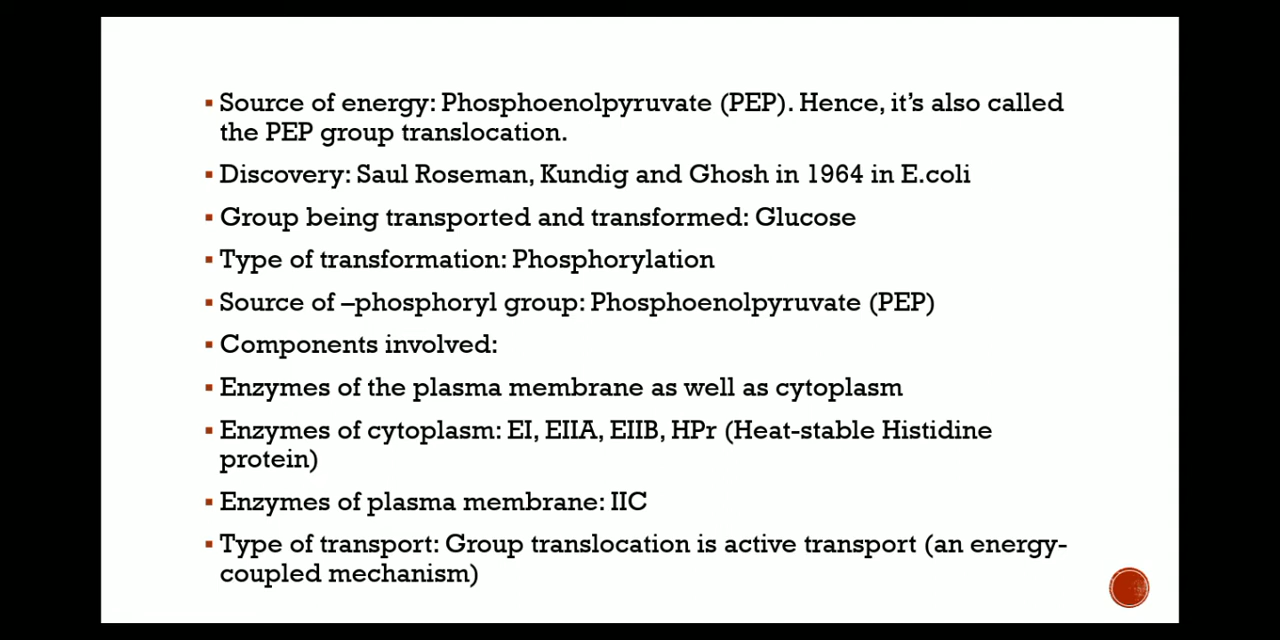 ▪ Source of energy: Phosphoenolpyruvate (PEP). Hence, it's also called
the PEP group translocation.
▪ Discovery: Saul Roseman, Kundig and Ghosh in 1964 in E.coli
▪ Group being transported and transformed: Glucose
▪ Type of transformation: Phosphorylation
▪ Source of –phosphoryl group: Phosphoenolpyruvate (PEP)
▪ Components involved:
▪ Enzymes of the plasma membrane as well as cytoplasm
▪ Enzymes of cytoplasm: EI, EIIA, EIIB, HPr (Heat-stable Histidine
protein)
▪ Enzymes of plasma membrane: IIC
▪ Type of transport: Group translocation is active transport (an energy-
coupled mechanism)